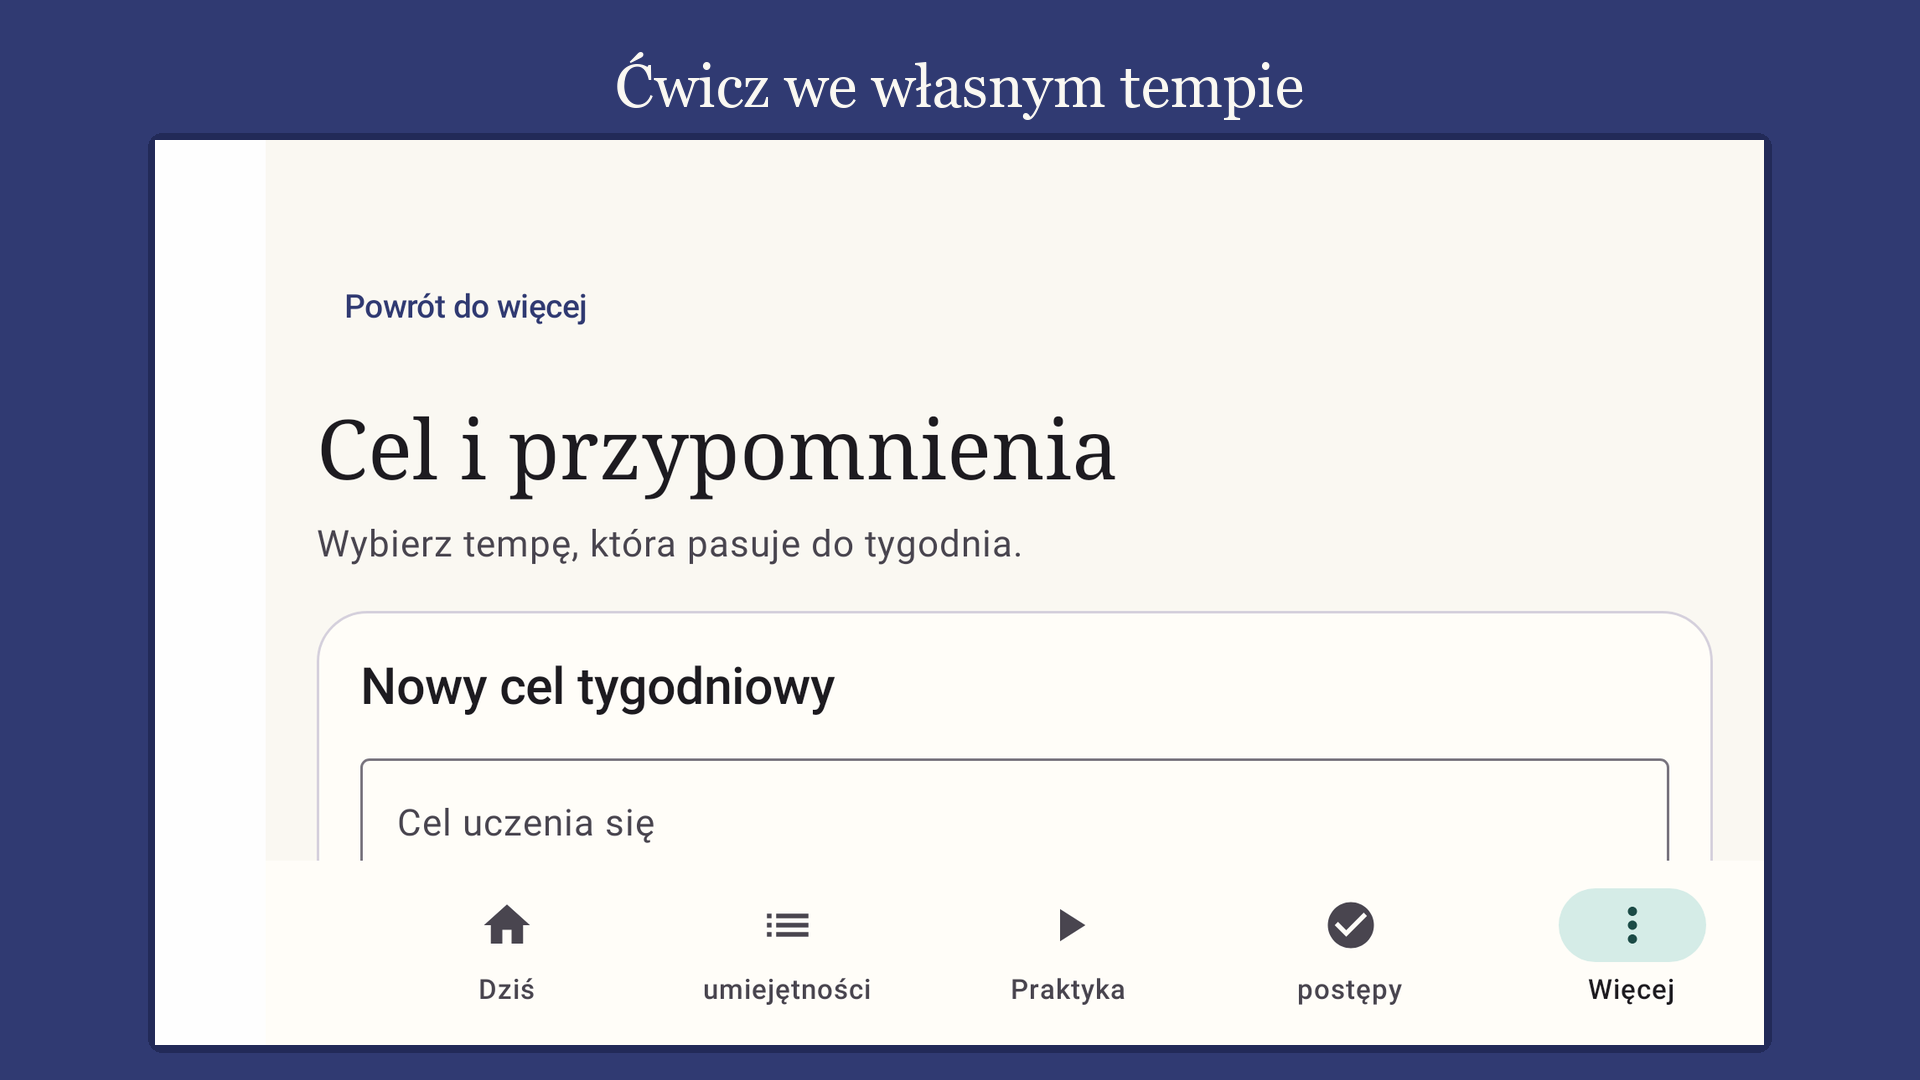 Ćwicz we własnym tempie
Powrót do więcej
Cel i przypomnienia
Wybierz tempę, która pasuje do tygodnia.
Nowy cel tygodniowy
Cel uczenia się
Dziś
umiejętności
Praktyka
postępy
Więcej